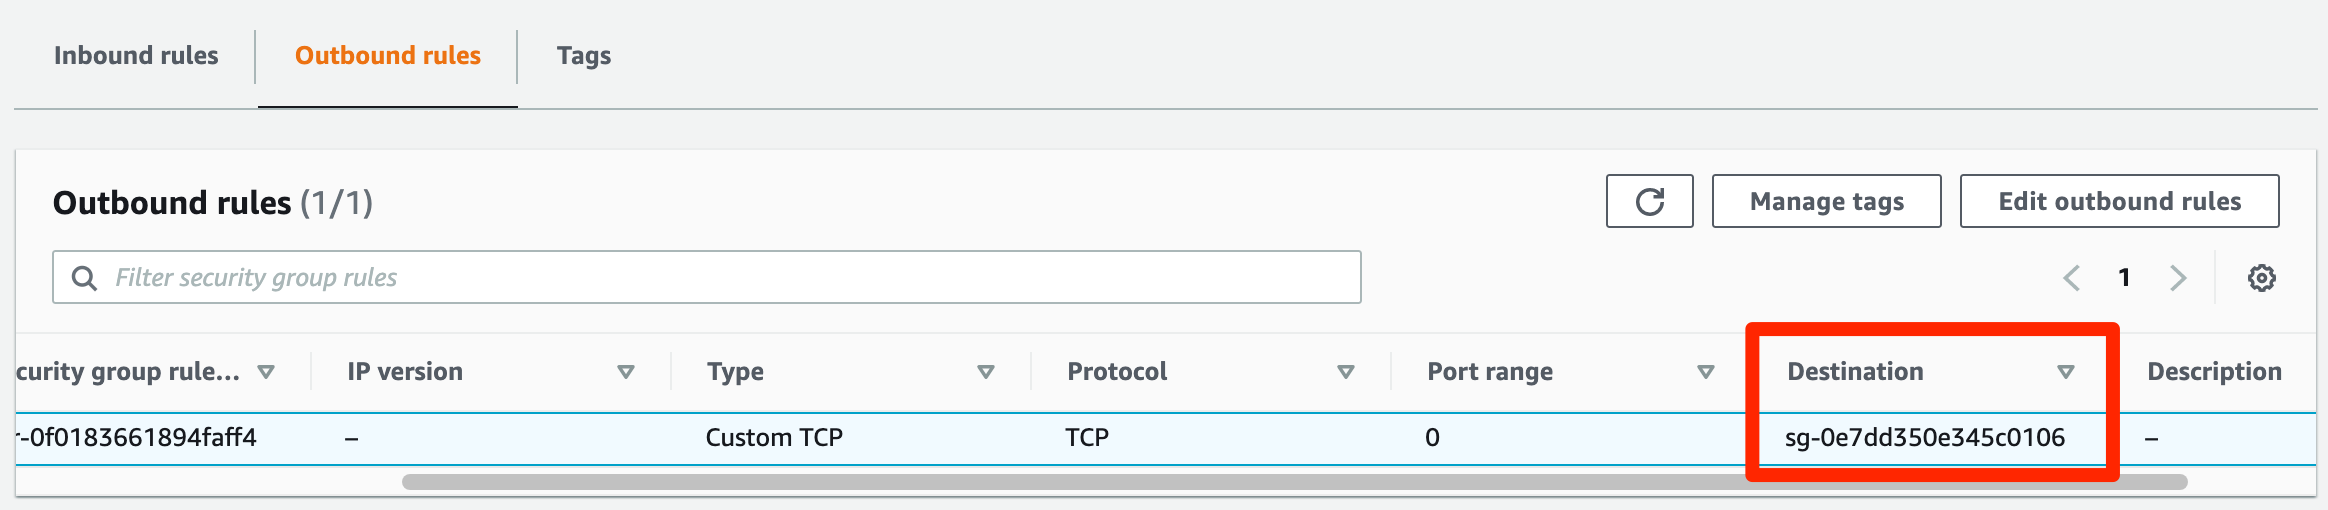 Inbound rules
Outbound rules
Tags
Outbound rules (1/1)
Manage tags
Edit outbound rules
Filter security group rules
1
curity group rule...
IP version
Type
Protocol
Port range
Destination
Description
r-0f0183661894faff4
–
Custom TCP
TCP
0
sg-0e7dd350e345c0106
–